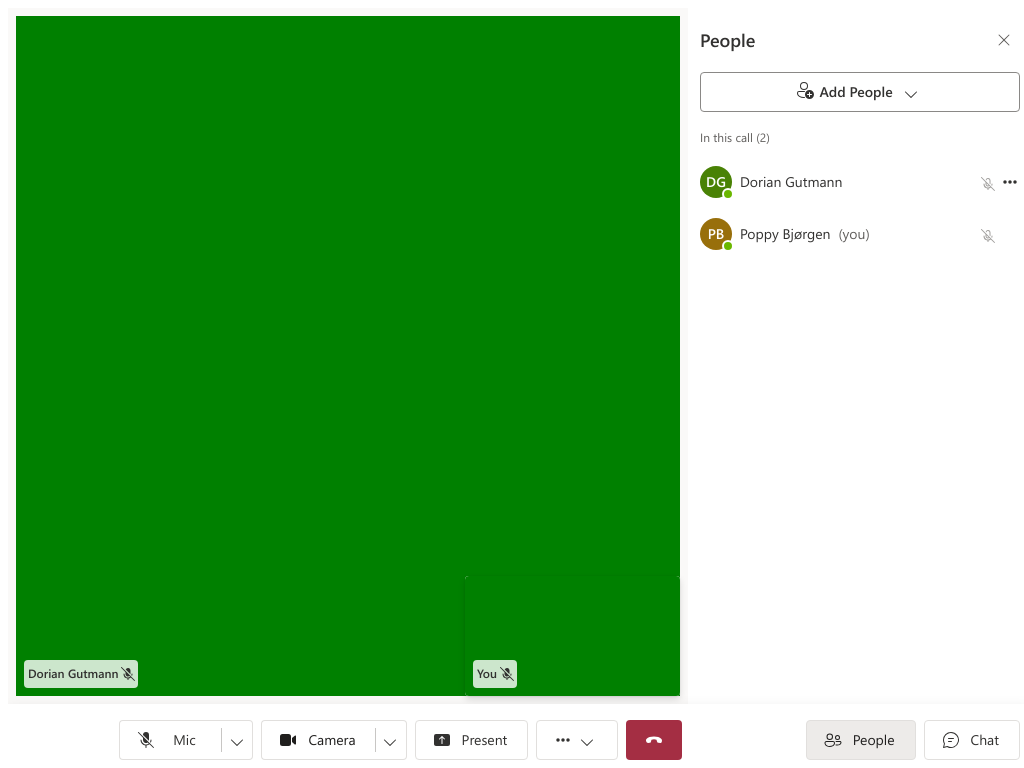 People
Add People
In this call (2)
DG Dorian Gutmann
PB Poppy Bjørgen (you)
Dorian Gutmann
You
Mic
Camera
Present
People
Chat